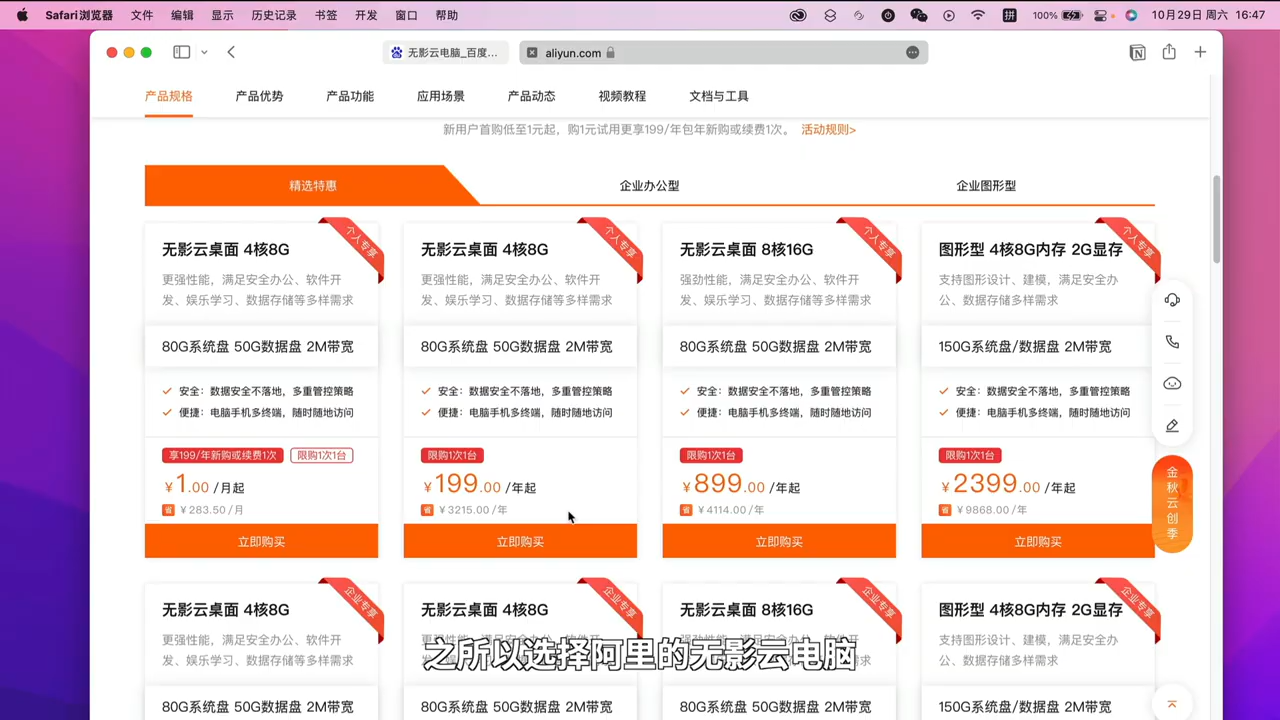 Safari浏览器 文件 编辑 显示 历史记录 书签 开发 窗口 帮助 拼 100% 10月29日 周六 16:47
无影云电脑_百度... aliyun.com
产品规格 产品优势 产品功能 应用场景 产品动态 视频教程 文档与工具
新用户首购低至1元起，购1元试用更享199/年包年新购或续费1次。 活动规则>
精选特惠 企业办公型 企业图形型
个人专享 个人专享 个人专享 个人专享
无影云桌面 4核8G 无影云桌面 4核8G 无影云桌面 8核16G 图形型 4核8G内存 2G显存
更强性能，满足安全办公、软件开 更强性能，满足安全办公、软件开 强劲性能，满足安全办公、软件开 支持图形设计、建模，满足安全办
发、娱乐学习、数据存储等多样需求 发、娱乐学习、数据存储等多样需求 发、娱乐学习、数据存储等多样需求 公、数据存储等多样需求
80G系统盘 50G数据盘 2M带宽 80G系统盘 50G数据盘 2M带宽 80G系统盘 50G数据盘 2M带宽 150G系统盘/数据盘 2M带宽
安全：数据安全不落地，多重管控策略 安全：数据安全不落地，多重管控策略 安全：数据安全不落地，多重管控策略 安全：数据安全不落地，多重管控策略
便捷：电脑手机多终端，随时随地访问 便捷：电脑手机多终端，随时随地访问 便捷：电脑手机多终端，随时随地访问 便捷：电脑手机多终端，随时随地访问
享199/年新购或续费1次 限购1次1台 限购1次1台 限购1次1台 限购1次1台
¥1.00 /月起 ¥199.00 /年起 ¥899.00 /年起 ¥2399.00 /年起
省 ¥283.50/月 省 ¥3215.00/年 省 ¥4114.00/年 省 ¥9868.00/年
立即购买 立即购买 立即购买 立即购买
金秋云创季
企业专享 企业专享 企业专享 企业专享
无影云桌面 4核8G 无影云桌面 4核8G 无影云桌面 8核16G 图形型 4核8G内存 2G显存
更强性能，满足安全办公、软件开 支持图形设计、建模，满足安全办
发、娱乐学习、数据存储等多样需求 公、数据存储等多样需求
之所以选择阿里的无影云电脑
80G系统盘 50G数据盘 2M带宽 80G系统盘 50G数据盘 2M带宽 80G系统盘 50G数据盘 2M带宽 150G系统盘/数据盘 2M带宽